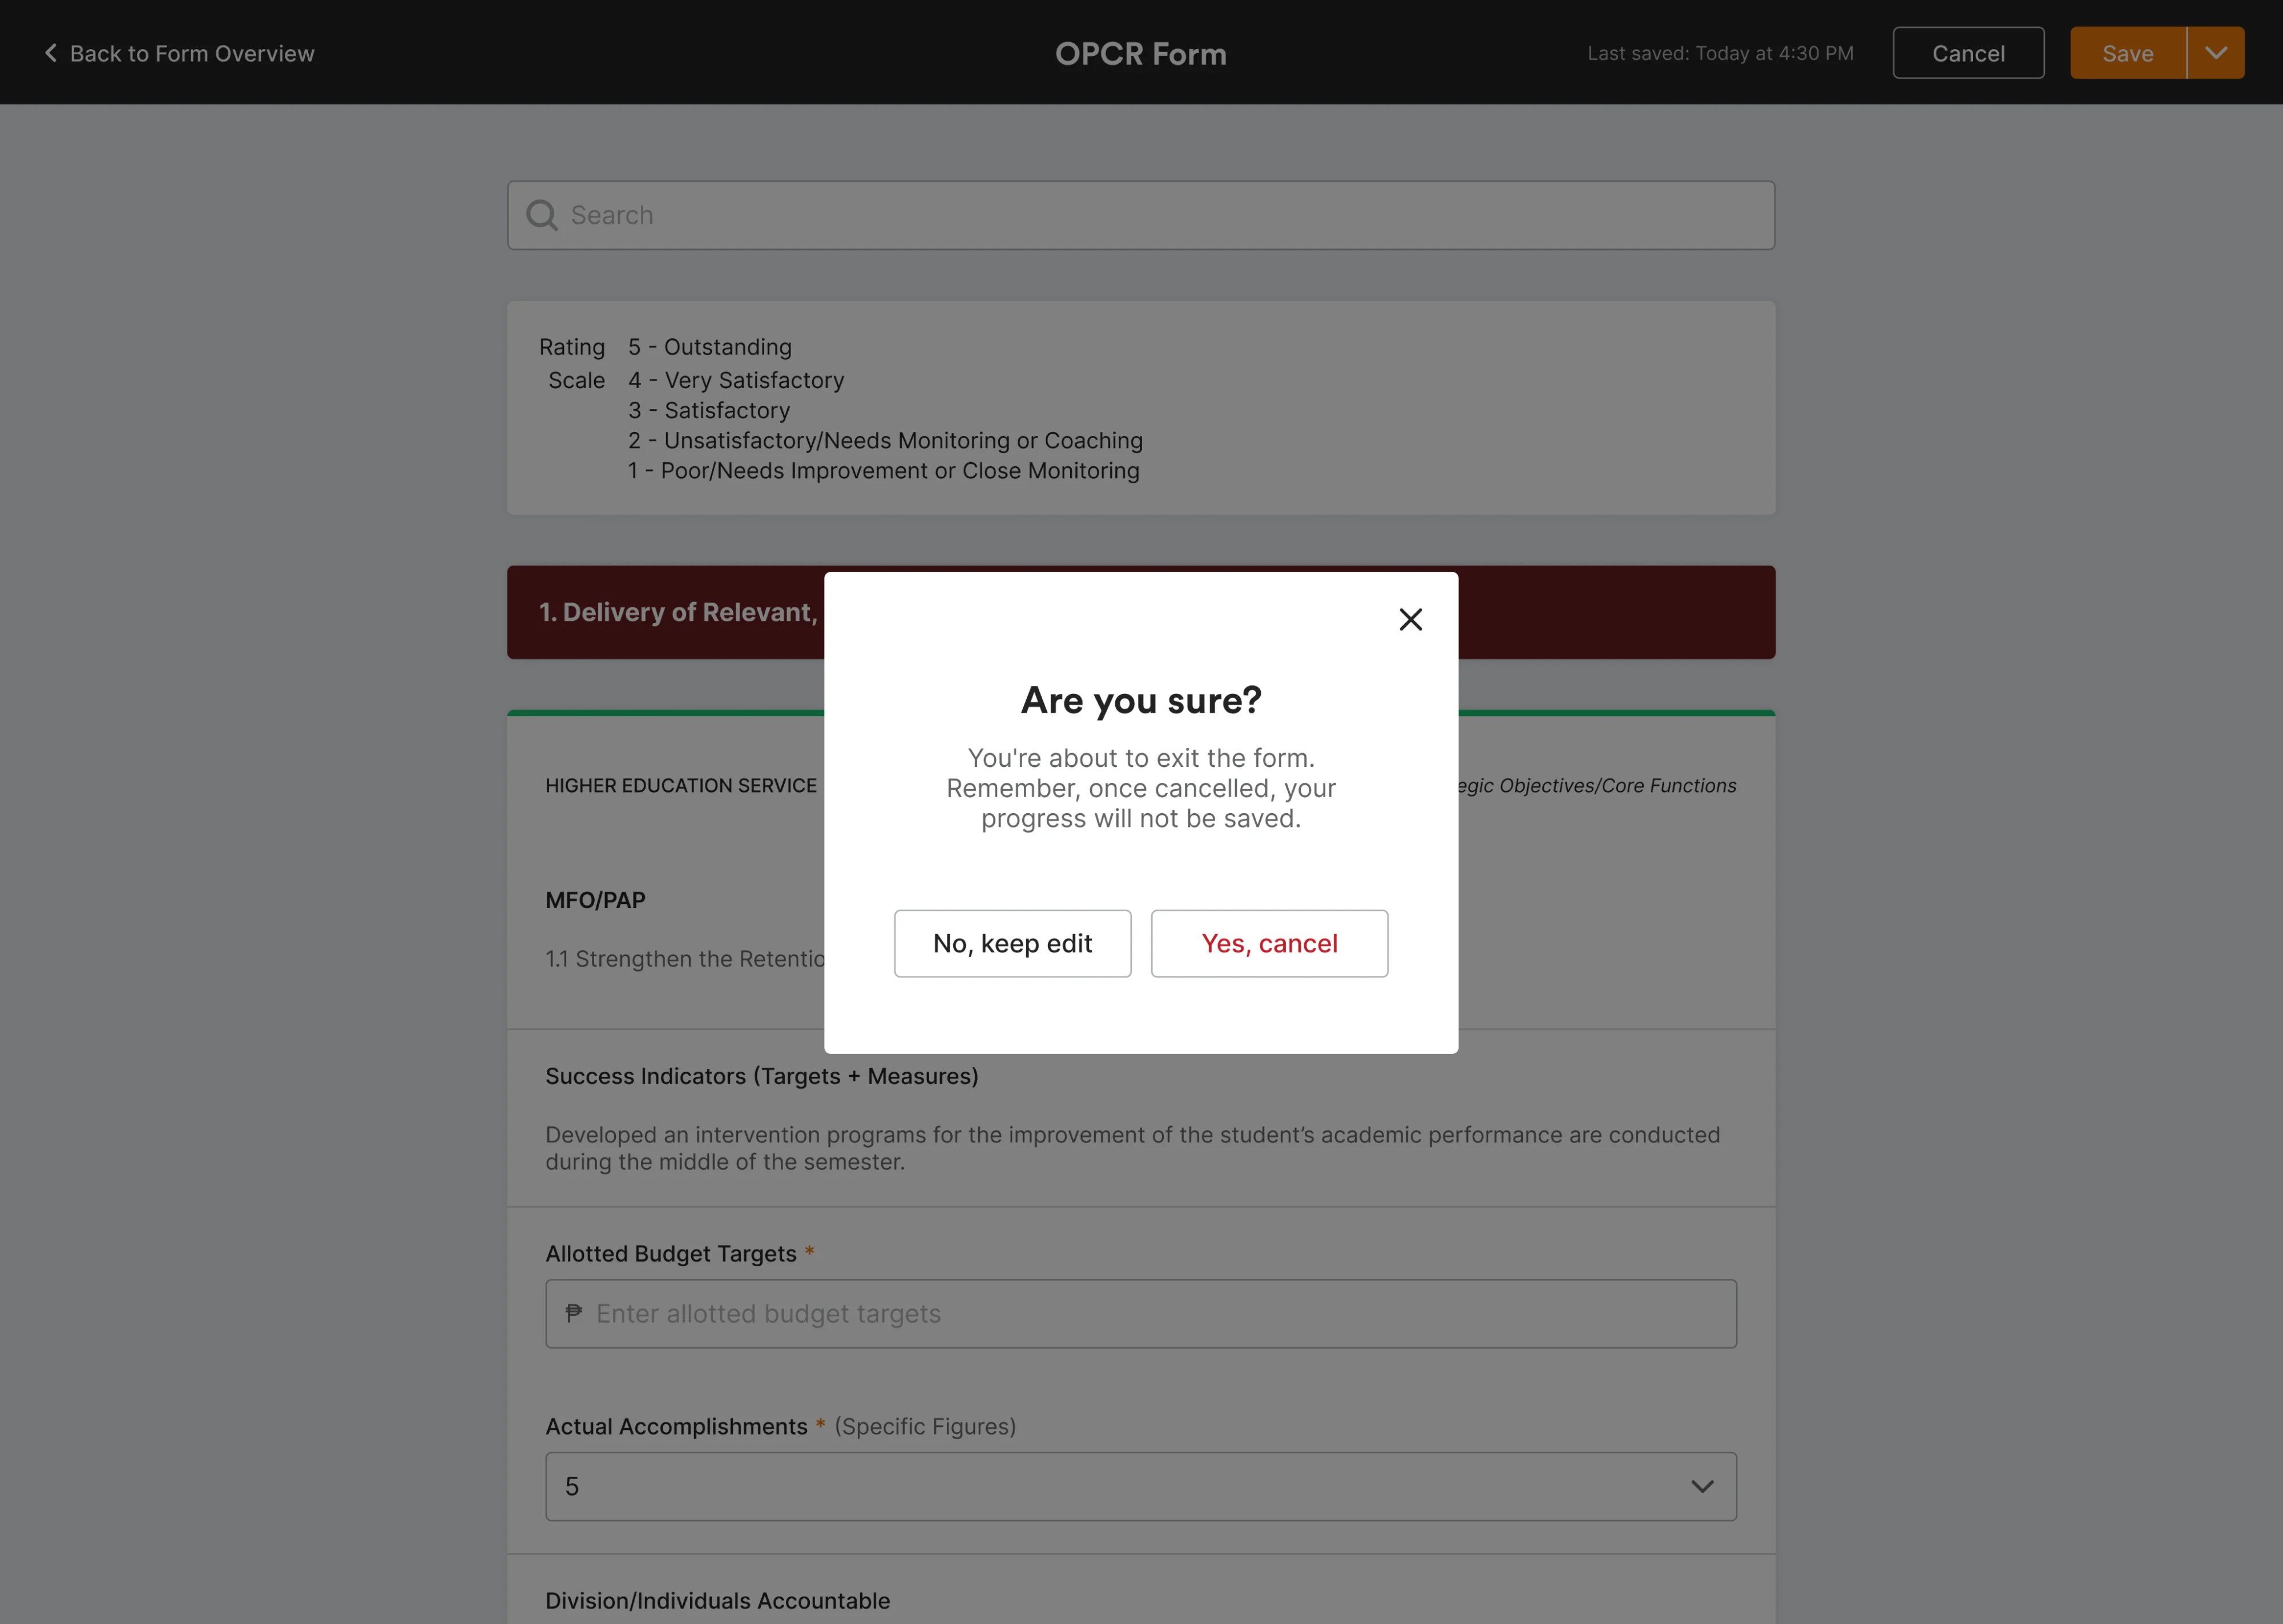 Back to Form Overview
OPCR Form
Last saved: Today at 4:30 PM
Cancel
Save
Search
Rating 5 - Outstanding
Scale 4 - Very Satisfactory
3 - Satisfactory
2 - Unsatisfactory/Needs Monitoring or Coaching
1 - Poor/Needs Improvement or Close Monitoring
1. Delivery of Relevant,
Are you sure?
You're about to exit the form.
Remember, once cancelled, your
progress will not be saved.
No, keep edit
Yes, cancel
HIGHER EDUCATION SERVICE
Objectives/Core Functions
MFO/PAP
1.1 Strengthen the
Success Indicators (Targets + Measures)
Developed an intervention programs for the improvement of the student’s academic performance are conducted
during the middle of the semester.
Allotted Budget Targets *
₱ Enter allotted budget targets
Actual Accomplishments * (Specific Figures)
5
Division/Individuals Accountable